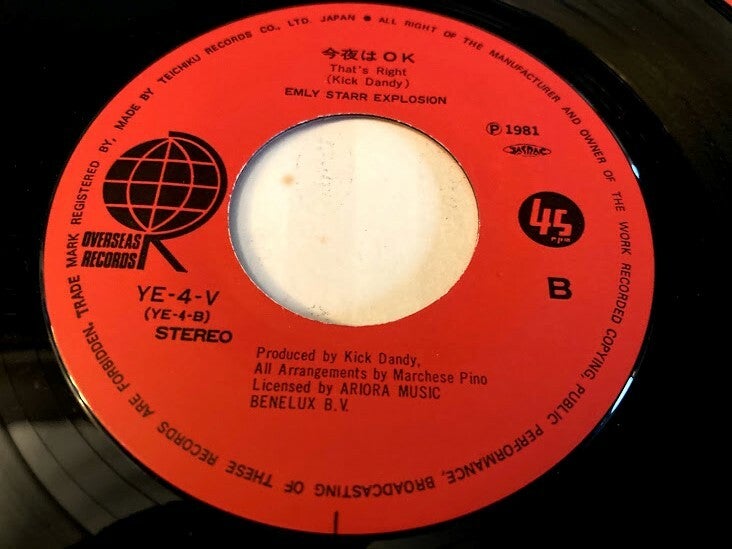 TRADE MARK REGISTERED BY, MADE BY TEICHIKU RECORDS CO., LTD. JAPAN ● ALL RIGHT OF THE MANUFACTURER AND OWNER OF THE WORK RECORDED COPYING, PUBLIC PERFORMANCE, BROADCASTING OF THESE RECORDS ARE FORBIDDEN,
今夜はOK
That's Right
(Kick Dandy)
EMLY STARR EXPLOSION
Ⓟ 1981
JASRAC
45
rpm
B
OVERSEAS
RECORDS
YE-4-V
(YE-4-B)
STEREO
Produced by Kick Dandy,
All Arrangements by Marchese Pino
Licensed by ARIORA MUSIC
BENELUX B.V.